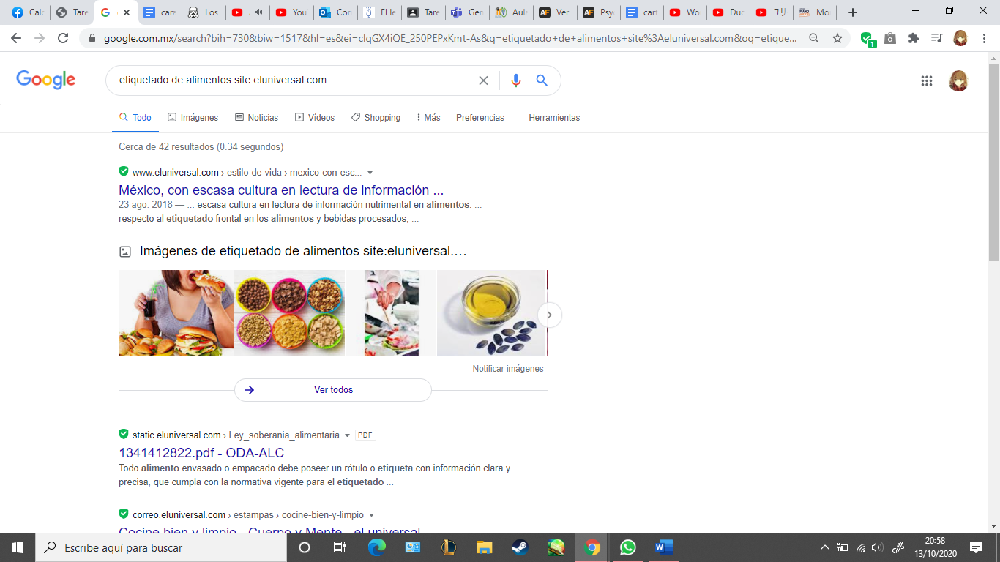 Calc
Tare
G
cara
Los
You
Cor
El le
Tare
Ger
Aula
Ver
Psy
cart
Wo
Duc
ユリ
Mo
google.com.mx/search?bih=730&biw=1517&hl=es&ei=clqGX4iQE_250PEPxKmt-As&q=etiquetado+de+alimentos+site%3Aeluniversal.com&oq=etique...
1
Google
etiquetado de alimentos site:eluniversal.com
Todo Imágenes Noticias Vídeos Shopping Más Preferencias Herramientas
Cerca de 42 resultados (0.34 segundos)
www.eluniversal.com › estilo-de-vida › mexico-con-esc...
México, con escasa cultura en lectura de información ...
23 ago. 2018 — ... escasa cultura en lectura de información nutrimental en alimentos. ...
respecto al etiquetado frontal en los alimentos y bebidas procesados, ...
Imágenes de etiquetado de alimentos site:eluniversal.…
Notificar imágenes
Ver todos
static.eluniversal.com › Ley_soberania_alimentaria PDF
1341412822.pdf - ODA-ALC
Todo alimento envasado o empacado debe poseer un rótulo o etiqueta con información clara y
precisa, que cumpla con la normativa vigente para el etiquetado ...
correo.eluniversal.com › estampas › cocine-bien-y-limpio
Cocine bien y limpio - Cuerpo y Mente - el universal
Escribe aquí para buscar
20:58
13/10/2020